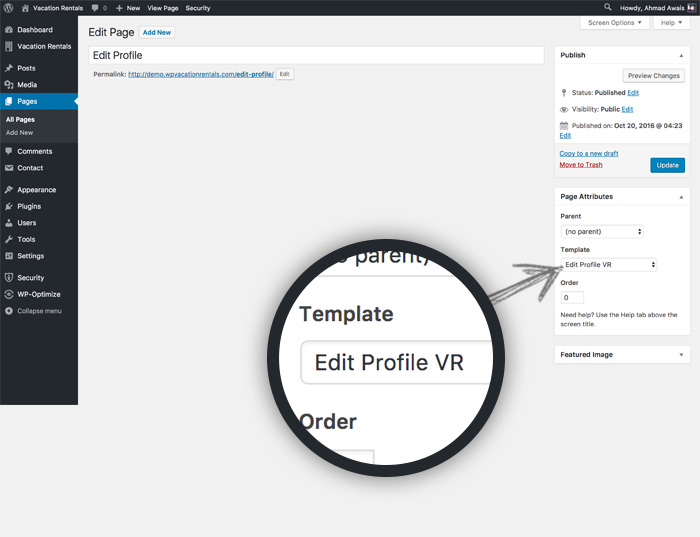 Vacation Rentals 0 New View Page Security Howdy, Ahmad Awais
Screen Options Help
Dashboard
Vacation Rentals
Posts
Media
Pages
All Pages
Add New
Comments
Contact
Appearance
Plugins
Users
Tools
Settings
Security
WP-Optimize
Collapse menu
Edit Page Add New
Edit Profile
Permalink: http://demo.wpvacationrentals.com/edit-profile/ Edit
Publish
Preview Changes
Status: Published Edit
Visibility: Public Edit
Published on: Oct 20, 2016 @ 04:23
Edit
Copy to a new draft
Move to Trash
Update
Page Attributes
Parent
(no parent)
Template
Edit Profile VR
Order
0
Need help? Use the Help tab above the
screen title.
Featured Image
o parent)
Template
Edit Profile VR
Order